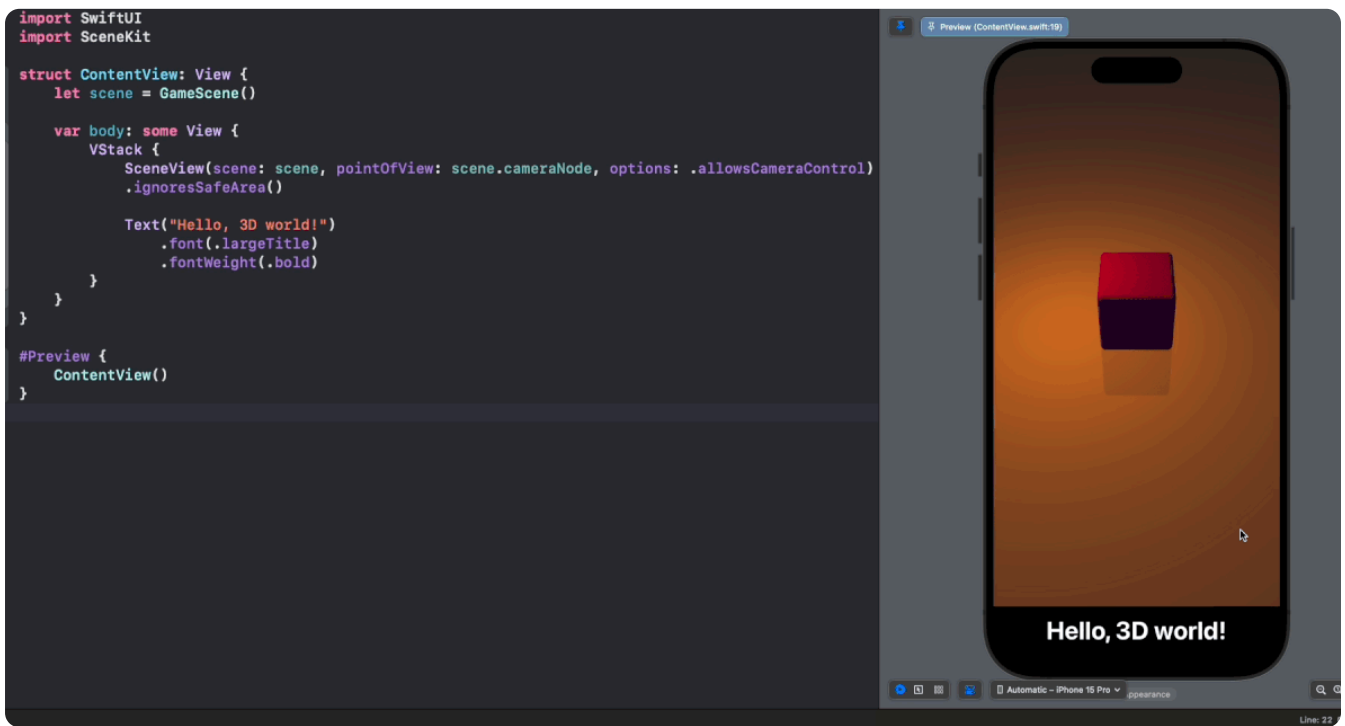 import SwiftUI
import SceneKit
struct ContentView: View {
let scene = GameScene()
var body: some View {
VStack {
SceneView(scene: scene, pointOfView: scene.cameraNode, options: .allowsCameraControl)
.ignoresSafeArea()
Text("Hello, 3D world!")
.font(.largeTitle)
.fontWeight(.bold)
}
}
}
#Preview {
ContentView()
}
Preview (ContentView.swift:19)
Hello, 3D world!
Automatic – iPhone 15 Pro
ppearance
Line: 22